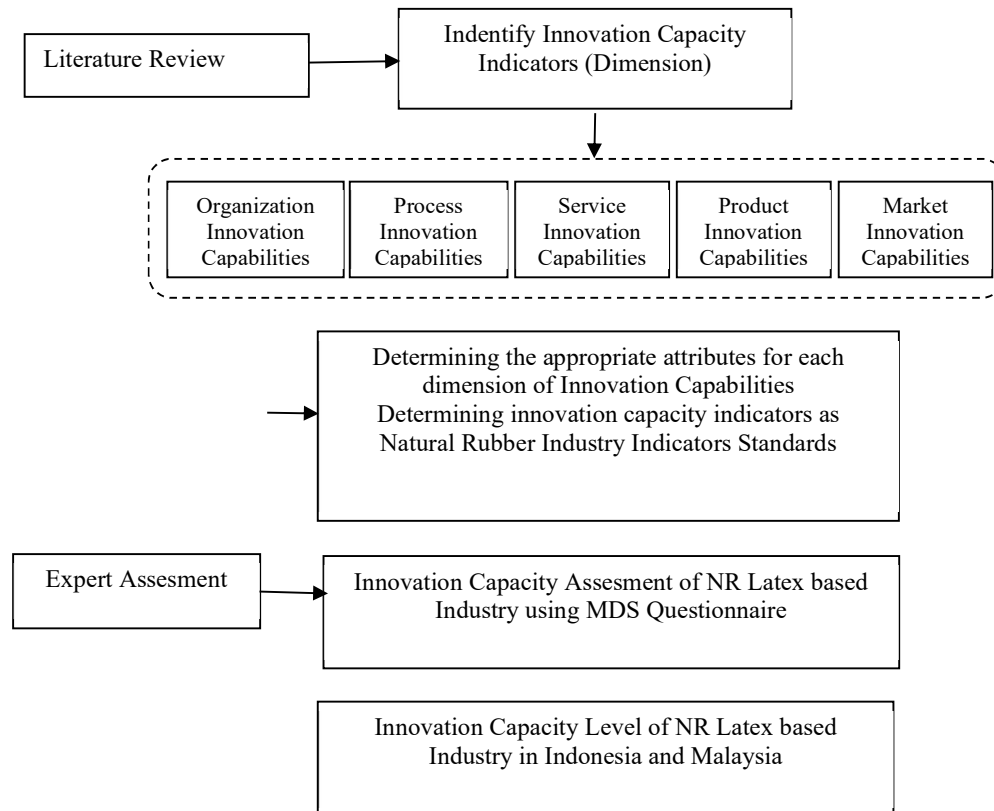 Literature Review
Indentify Innovation Capacity
Indicators (Dimension)
Organization
Innovation
Capabilities
Process
Innovation
Capabilities
Service
Innovation
Capabilities
Product
Innovation
Capabilities
Market
Innovation
Capabilities
Determining the appropriate attributes for each
dimension of Innovation Capabilities
Determining innovation capacity indicators as
Natural Rubber Industry Indicators Standards
Expert Assesment
Innovation Capacity Assesment of NR Latex based
Industry using MDS Questionnaire
Innovation Capacity Level of NR Latex based
Industry in Indonesia and Malaysia